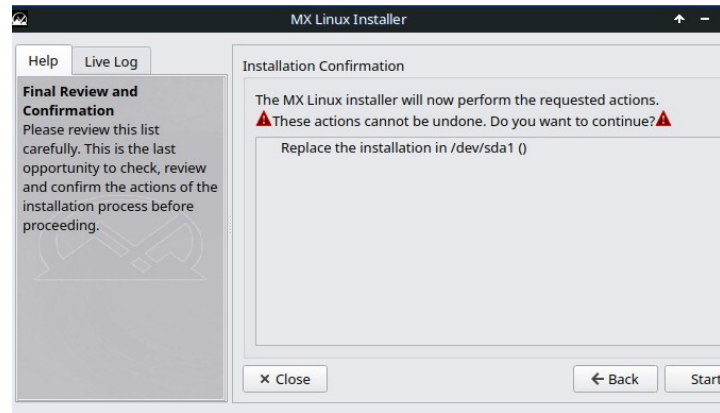 MX Linux Installer
Help
Live Log
Final Review and
Confirmation
Please review this list
carefully. This is the last
opportunity to check, review
and confirm the actions of the
installation process before
proceeding.
Installation Confirmation
The MX Linux installer will now perform the requested actions.
These actions cannot be undone. Do you want to continue?
Replace the installation in /dev/sda1 ()
Close
Back
Start